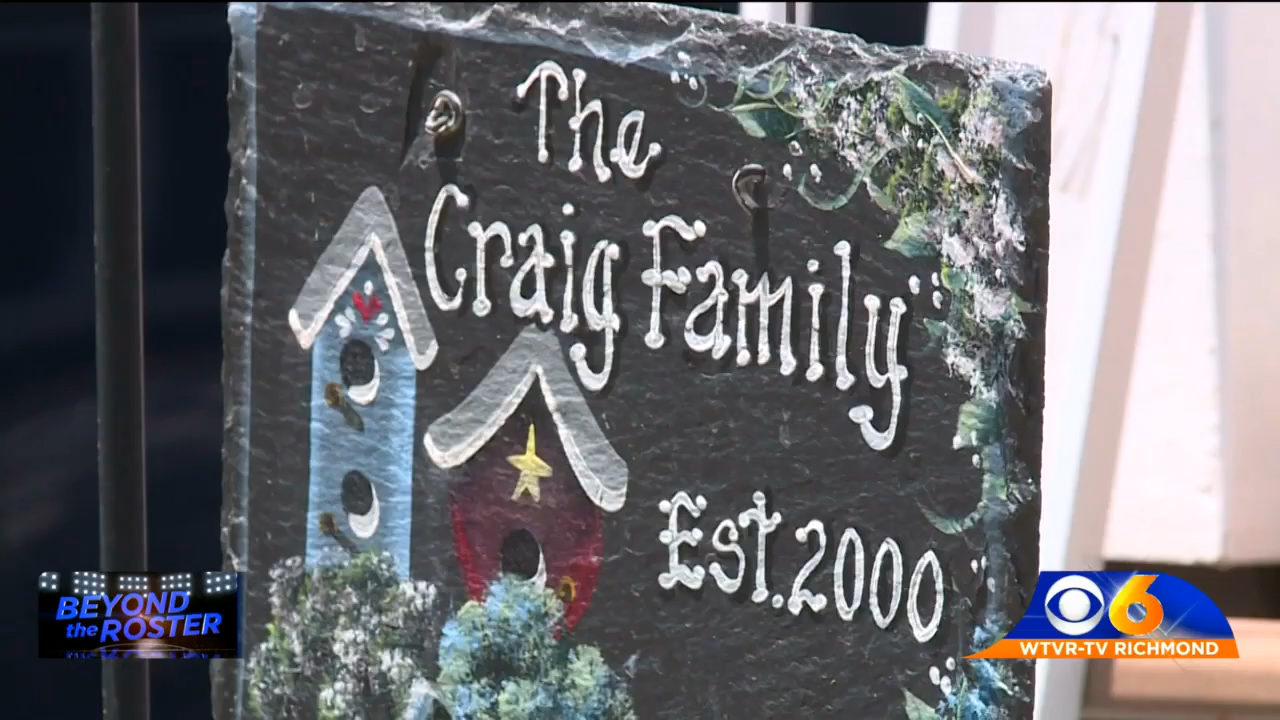 The
Craig Family
Est. 2000
BEYOND
the ROSTER
6
WTVR-TV RICHMOND